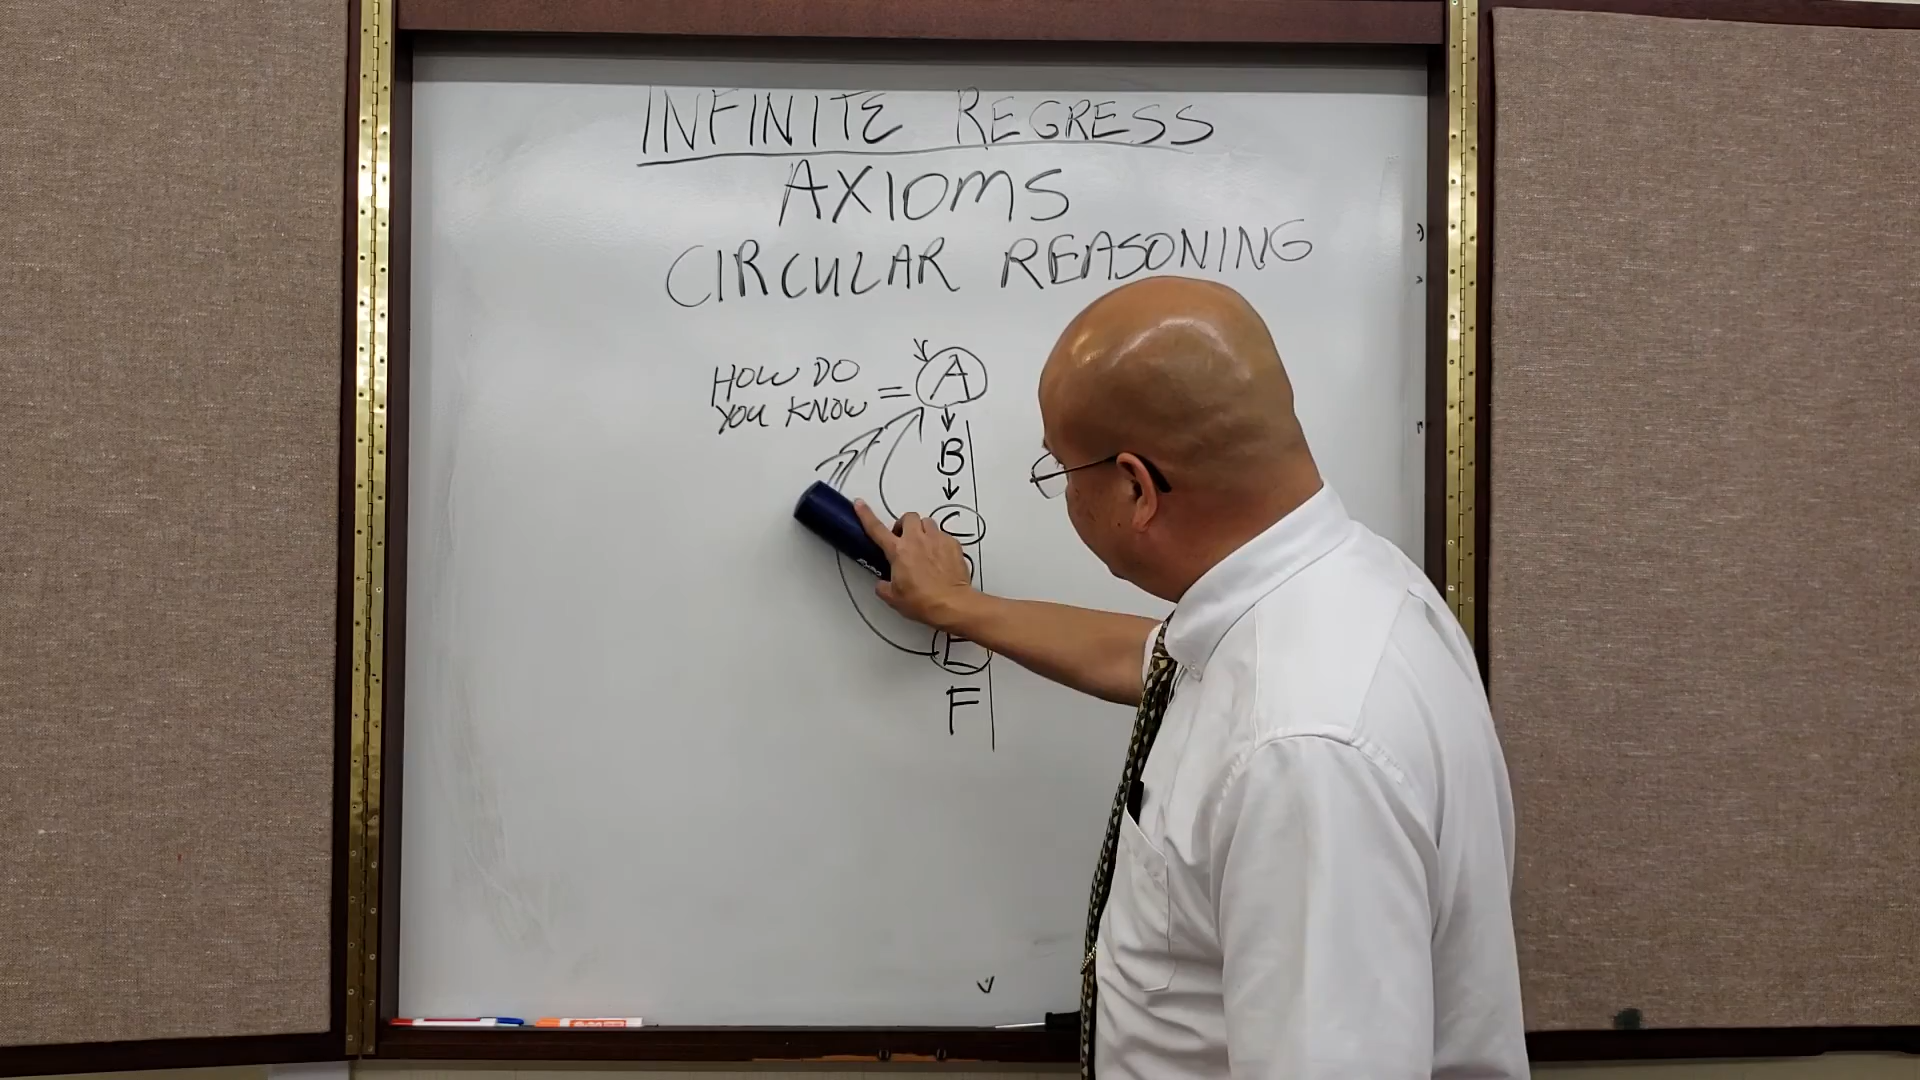 INFINITE REGRESS
AXIOMS
CIRCULAR REASONING
HOW DO
YOU KNOW = A
B
C
D
E
F